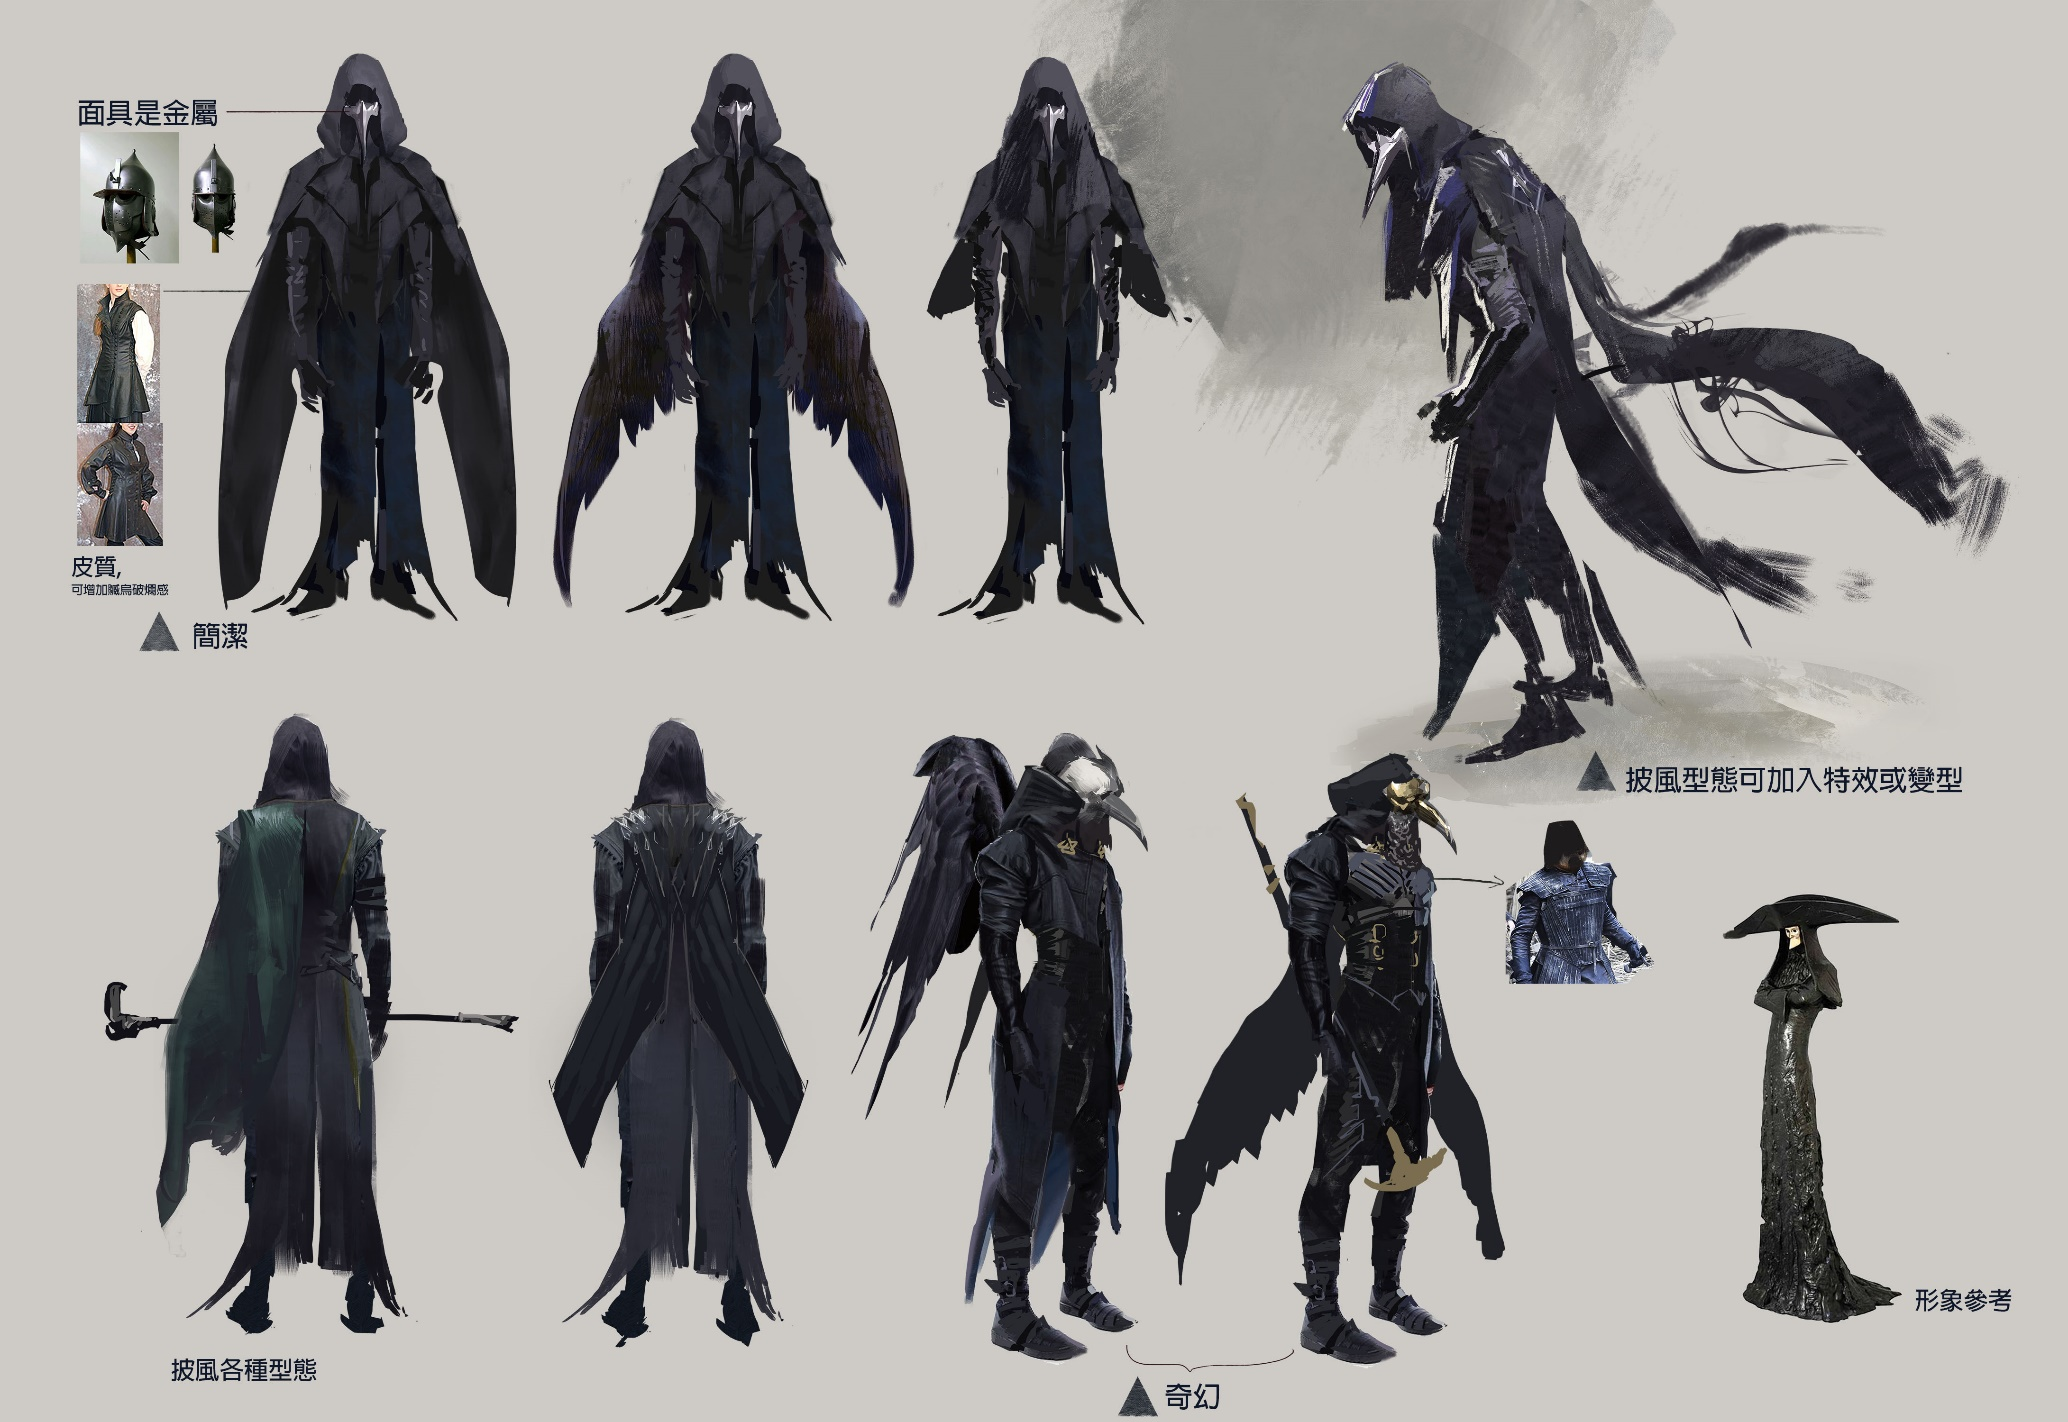 面具是金屬
皮質,
可增加贓烏破爛感
簡潔
披風型態可加入特效或變型
形象參考
披風各種型態
奇幻